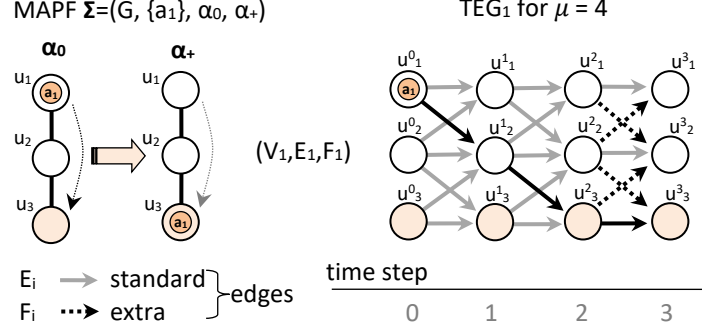 MAPF Σ=(G, {a₁}, α₀, α₊)
TEG₁ for μ = 4
α₀ α₊
u₁ a₁ u₁
u₂ u₂
u₃ u₃ a₁
u⁰₁ u¹₁ u²₁ u³₁
a₁
u⁰₂ u¹₂ u²₂ u³₂
(V₁,E₁,F₁)
u⁰₃ u¹₃ u²₃ u³₃
Eᵢ standard
Fᵢ extra
edges
time step
0 1 2 3